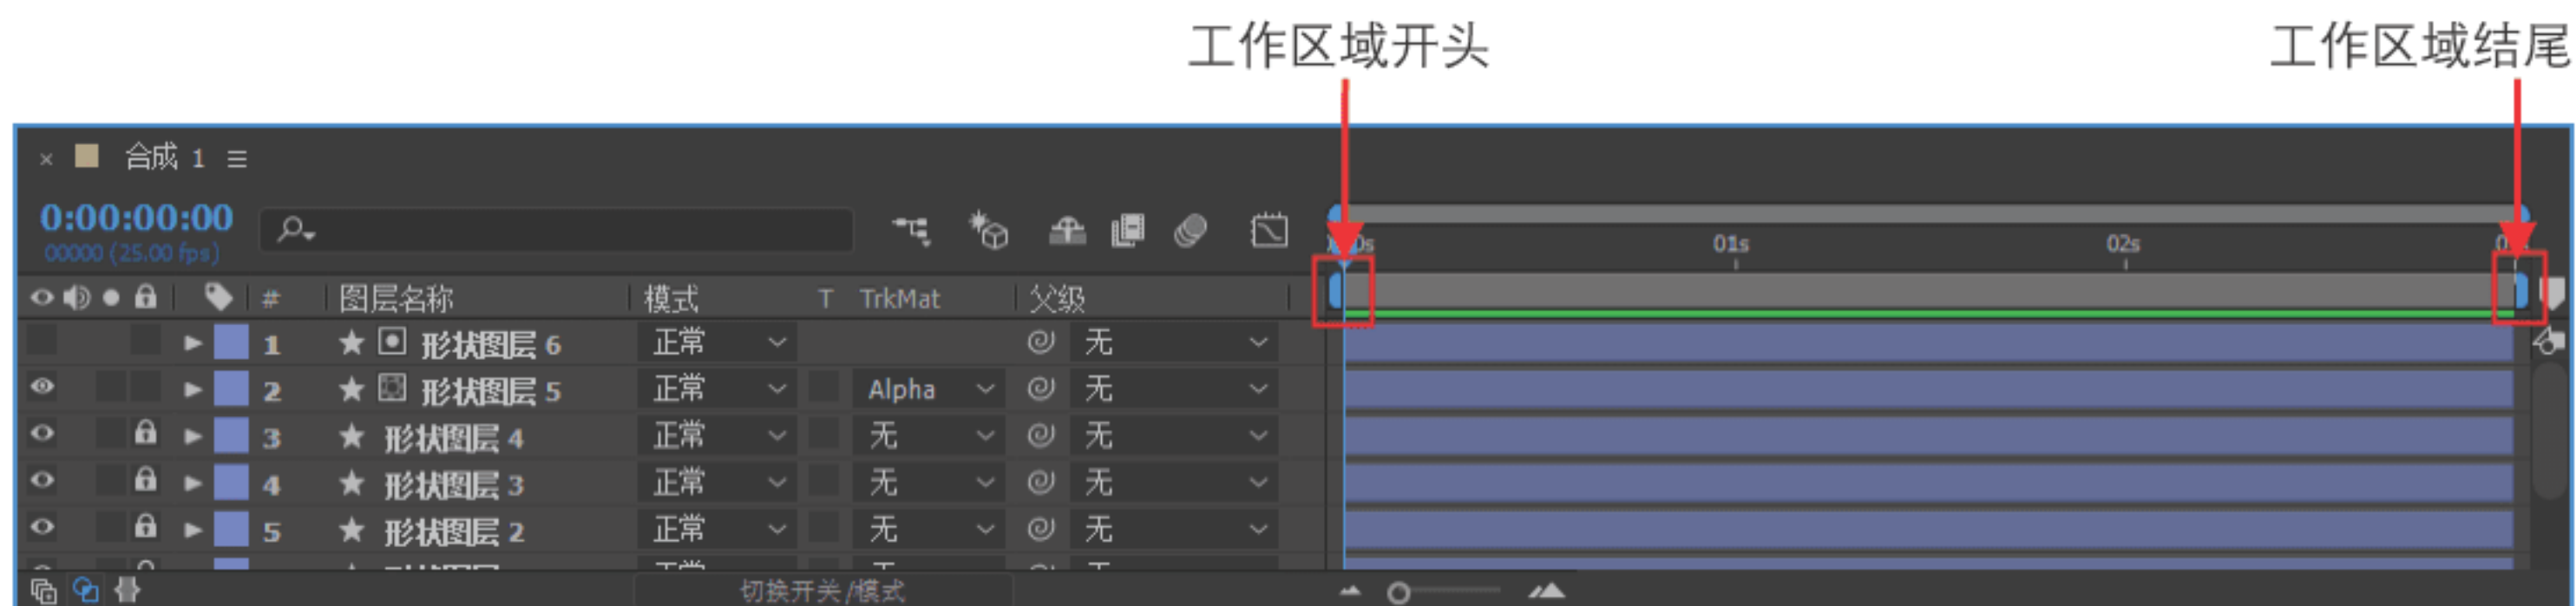 工作区域开头 工作区域结尾
合成 1
0:00:00:00
00000 (25.00 fps)
01s 02s
# 图层名称 模式 T TrkMat 父级
1 形状图层 6 正常 无
2 形状图层 5 正常 Alpha 无
3 形状图层 4 正常 无 无
4 形状图层 3 正常 无 无
5 形状图层 2 正常 无 无
切换开关/模式